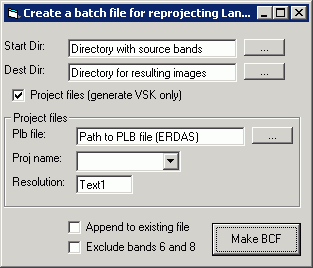 Create a batch file for reprojecting Lan...
Start Dir: Directory with source bands ...
Dest Dir: Directory for resulting images ...
Project files (generate VSK only)
Project files
Plb file: Path to PLB file (ERDAS) ...
Proj name:
Resolution: Text1
Append to existing file
Exclude bands 6 and 8
Make BCF